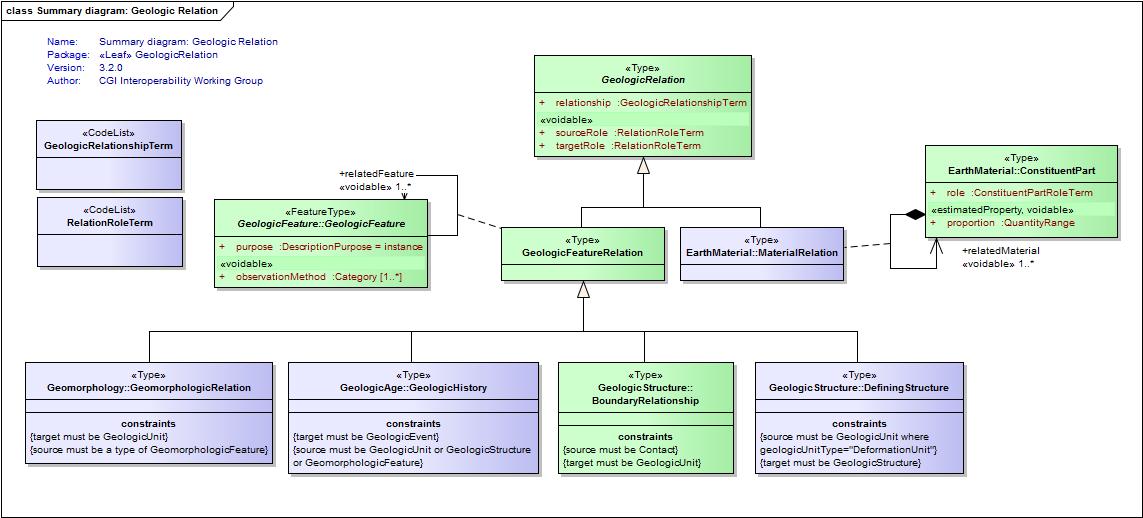 class Summary diagram: Geologic Relation
Name: Summary diagram: Geologic Relation
Package: «Leaf» GeologicRelation
Version: 3.2.0
Author: CGI Interoperability Working Group
«Type»
GeologicRelation
+ relationship :GeologicRelationshipTerm
«voidable»
+ sourceRole :RelationRoleTerm
+ targetRole :RelationRoleTerm
«CodeList»
GeologicRelationshipTerm
«CodeList»
RelationRoleTerm
+relatedFeature
«voidable» 1..*
«FeatureType»
GeologicFeature::GeologicFeature
+ purpose :DescriptionPurpose = instance
«voidable»
+ observationMethod :Category [1..*]
«Type»
GeologicFeatureRelation
«Type»
EarthMaterial::MaterialRelation
«Type»
EarthMaterial::ConstituentPart
+ role :ConstituentPartRoleTerm
«estimatedProperty, voidable»
+ proportion :QuantityRange
+relatedMaterial
«voidable» 1..*
«Type»
Geomorphology::GeomorphologicRelation
constraints
{target must be GeologicUnit}
{source must be a type of GeomorphologicFeature}
«Type»
GeologicAge::GeologicHistory
constraints
{target must be GeologicEvent}
{source must be GeologicUnit or GeologicStructure
or GeomorphologicFeature}
«Type»
GeologicStructure::
BoundaryRelationship
constraints
{source must be Contact}
{target must be GeologicUnit}
«Type»
GeologicStructure::DefiningStructure
constraints
{source must be GeologicUnit where
geologicUnitType="DeformationUnit"}
{target must be GeologicStructure}